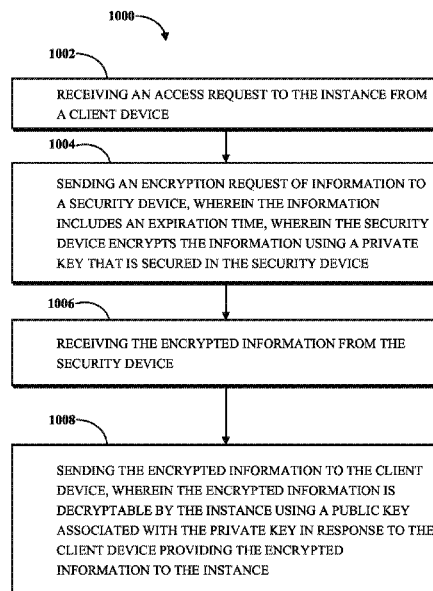 1000
1002
RECEIVING AN ACCESS REQUEST TO THE INSTANCE FROM
A CLIENT DEVICE
1004
SENDING AN ENCRYPTION REQUEST OF INFORMATION TO
A SECURITY DEVICE, WHEREIN THE INFORMATION
INCLUDES AN EXPIRATION TIME, WHEREIN THE SECURITY
DEVICE ENCRYPTS THE INFORMATION USING A PRIVATE
KEY THAT IS SECURED IN THE SECURITY DEVICE
1006
RECEIVING THE ENCRYPTED INFORMATION FROM THE
SECURITY DEVICE
1008
SENDING THE ENCRYPTED INFORMATION TO THE CLIENT
DEVICE, WHEREIN THE ENCRYPTED INFORMATION IS
DECRYPTABLE BY THE INSTANCE USING A PUBLIC KEY
ASSOCIATED WITH THE PRIVATE KEY IN RESPONSE TO THE
CLIENT DEVICE PROVIDING THE ENCRYPTED
INFORMATION TO THE INSTANCE